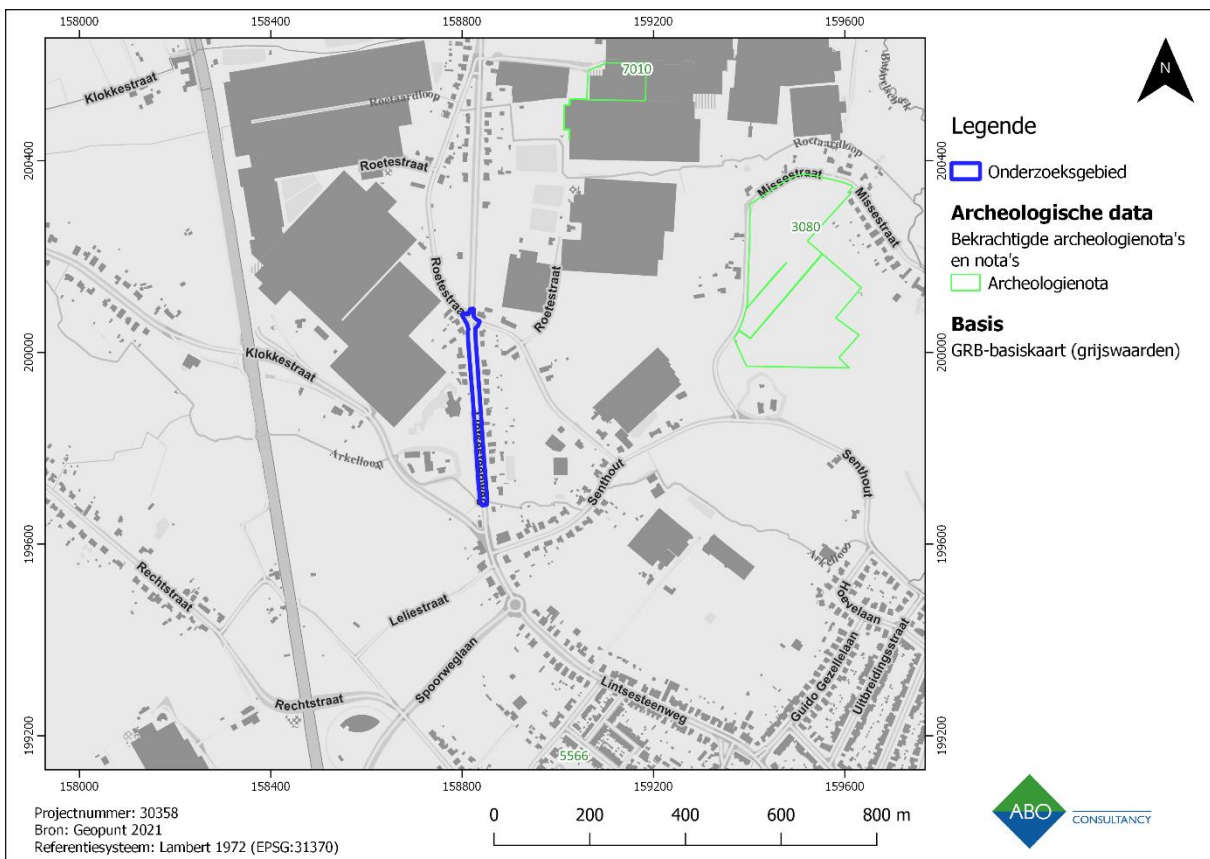 158000 158400 158800 159200 159600
Klokkestraat
7010
Roetaardloop
N
Legende
Onderzoeksgebied
Archeologische data
Bekrachtigde archeologienota's
en nota's
Archeologienota
Basis
GRB-basiskaart (grijswaarden)
200400
200400
Roetestraat
Roetaardloop
Missestraat
Missestraat
3080
Roetestraat
Roetestraat
200000
200000
Klokkestraat
Arkelloop
Senthout
Senthout
199600
199600
Arkelloop
Rechtstraat
Leliestraat
Hoevelaan
Spoorweglaan
Rechtstraat
Lintsesteenweg
Guido Gezellelaan
Uitbreidingsstraat
199200
199200
5566
158000 158400 158800 159200 159600
Projectnummer: 30358
Bron: Geopunt 2021
Referentiesysteem: Lambert 1972 (EPSG:31370)
0 200 400 600 800 m
ABO
CONSULTANCY